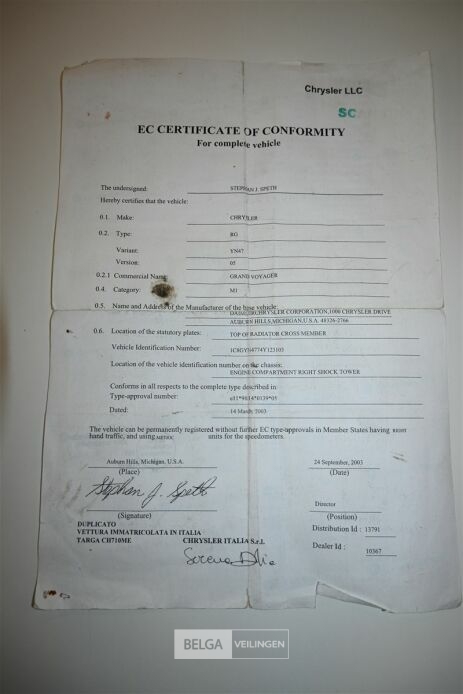 Chrysler LLC
SC
EC CERTIFICATE OF CONFORMITY
For complete vehicle
The undersigned: STEPHAN J. SPETH
Hereby certifies that the vehicle:
0.1. Make: CHRYSLER
0.2. Type: RG
Variant: YN47
Version: 05
0.2.1 Commercial Name: GRAND VOYAGER
0.4. Category: M1
0.5. Name and Address of the Manufacturer of the base vehicle:
DAIMLERCHRYSLER CORPORATION,1000 CHRYSLER DRIVE
AUBURN HILLS,MICHIGAN,U.S.A. 48326-2766
0.6. Location of the statutory plates: TOP OF RADIATOR CROSS MEMBER
Vehicle Identification Number:
Location of the vehicle identification number on the chassis:
ENGINE COMPARTMENT RIGHT SHOCK TOWER
Conforms in all respects to the complete type described in:
Type-approval number:
Dated: 14 March 2003
The vehicle can be permanently registered without further EC type-approvals in Member States having RIGHT
hand traffic, and using METRIC units for the speedometers.
Auburn Hills, Michigan, U.S.A. 24 September, 2003
(Place) (Date)
Stephan J. Speth
Director
(Signature) (Position)
DUPLICATO
VETTURA IMMATRICOLATA IN ITALIA
TARGA CH710ME CHRYSLER ITALIA S.r.l.
Distribution Id : 13791
Dealer Id : 10367
BELGA VEILINGEN